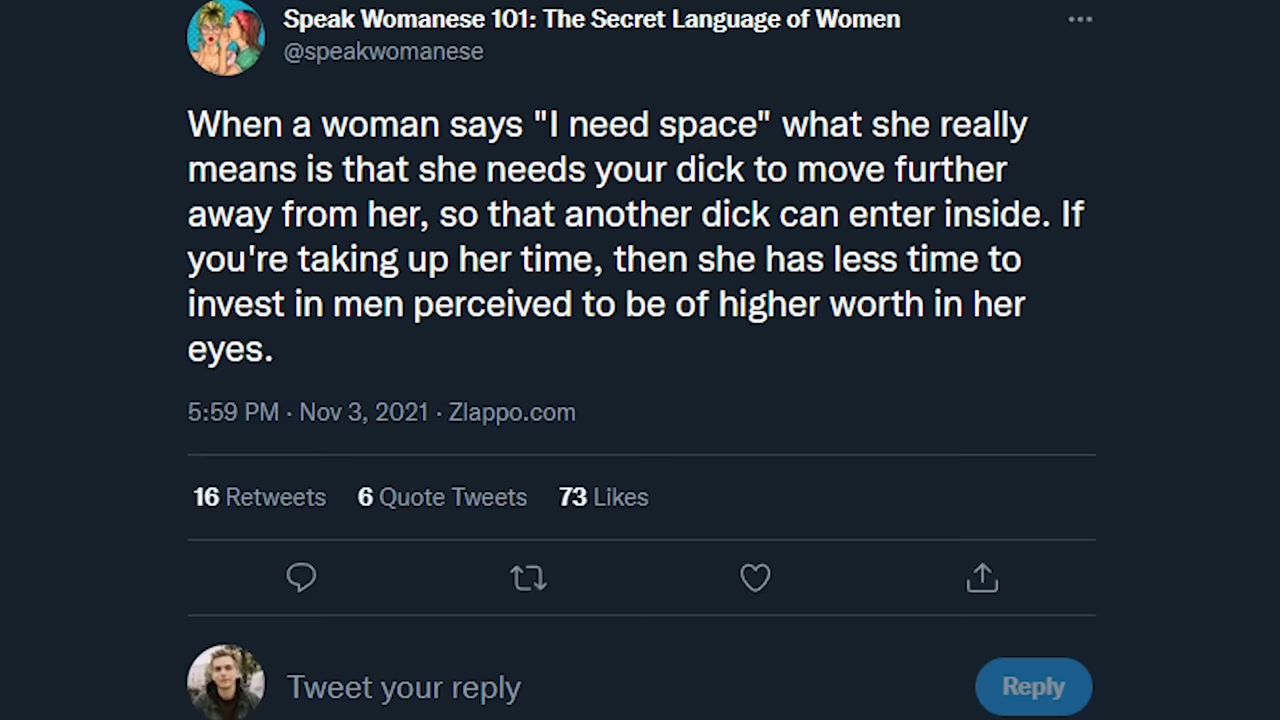 Speak Womanese 101: The Secret Language of Women
@speakwomanese
When a woman says "I need space" what she really
means is that she needs your dick to move further
away from her, so that another dick can enter inside. If
you're taking up her time, then she has less time to
invest in men perceived to be of higher worth in her
eyes.
5:59 PM · Nov 3, 2021 · Zlappo.com
16 Retweets 6 Quote Tweets 73 Likes
Tweet your reply
Reply